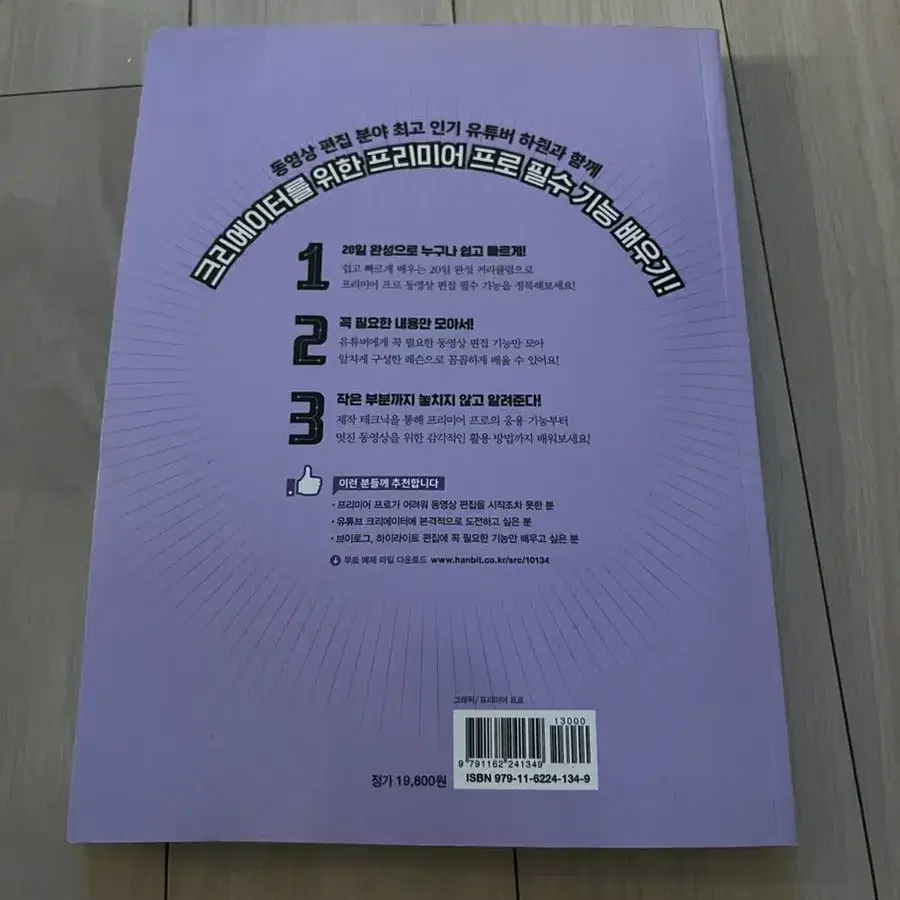 동영상 편집 분야 최고 인기 유튜버 하줜과 함께
크리에이터를 위한 프리미어 프로 필수 기능 배우기!
1
20일 완성으로 누구나 쉽고 빠르게!
쉽고 빠르게 배우는 20일 완성 커리큘럼으로
프리미어 프로 동영상 편집 필수 기능을 정복해보세요!
2
꼭 필요한 내용만 모아서!
유튜버에게 꼭 필요한 동영상 편집 기능만 모아
알차게 구성한 레슨으로 꼼꼼하게 배울 수 있어요!
3
작은 부분까지 놓치지 않고 알려준다!
제작 테크닉을 통해 프리미어 프로의 응용 기능부터
멋진 동영상을 위한 감각적인 활용 방법까지 배워보세요!
이런 분들께 추천합니다
· 프리미어 프로가 어려워 동영상 편집을 시작조차 못한 분
· 유튜브 크리에이터에 본격적으로 도전하고 싶은 분
· 브이로그, 하이라이트 편집에 꼭 필요한 기능만 배우고 싶은 분
무료 예제 파일 다운로드 www.hanbit.co.kr/src/10134
그래픽/ 프리미어 프로
13000
9 791162 241349
ISBN 979-11-6224-134-9
정가 19,800원